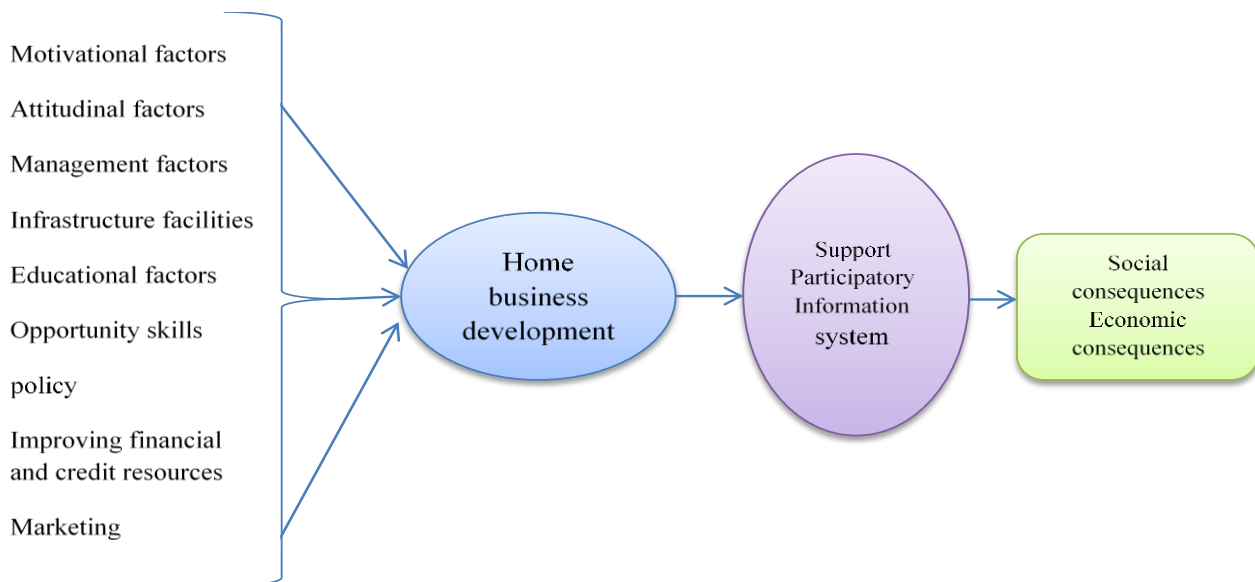 Motivational factors
Attitudinal factors
Management factors
Infrastructure facilities
Educational factors
Opportunity skills
policy
Improving financial
and credit resources
Marketing
Home
business
development
Support
Participatory
Information
system
Social
consequences
Economic
consequences